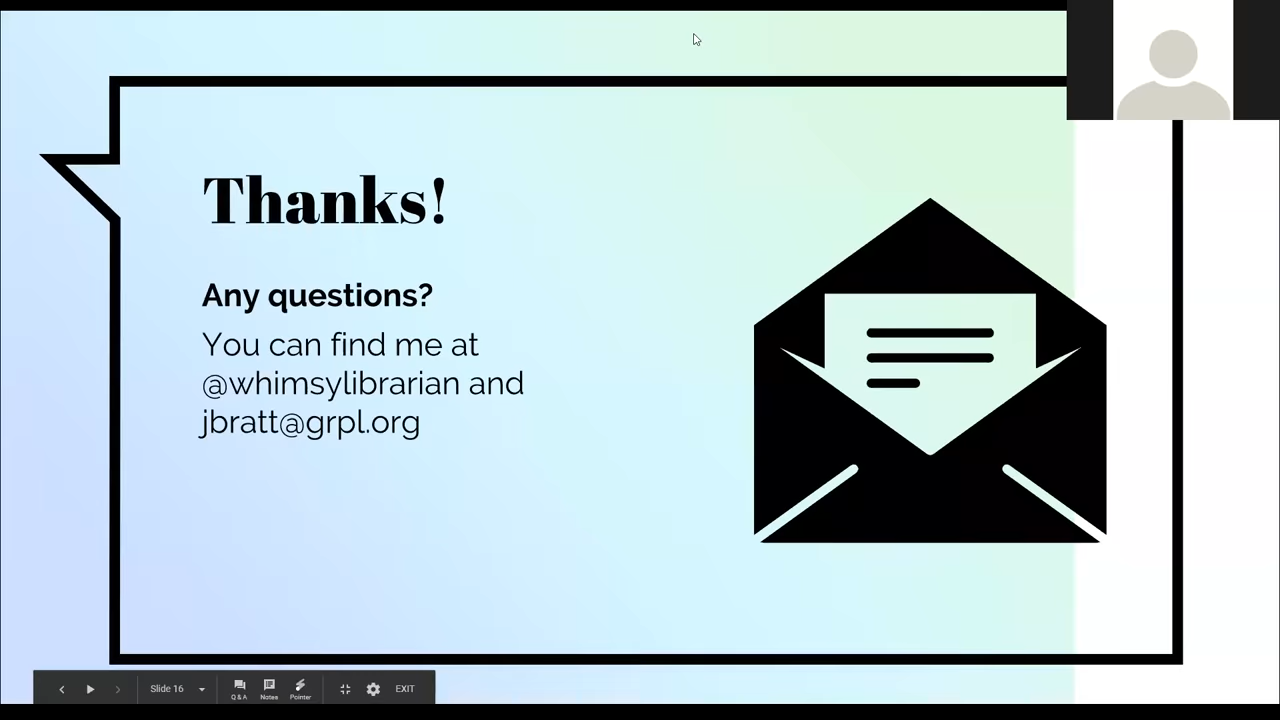 Thanks!
Any questions?
You can find me at
@whimsylibrarian and
jbratt@grpl.org
Slide 16
Q & A
Notes
Pointer
EXIT